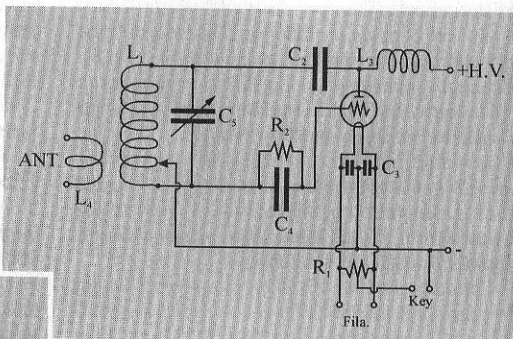 L₁
C₂
L₃
+H.V.
C₅
R₂
ANT
C₃
L₄
C₄
-
R₁
Key
Fila.